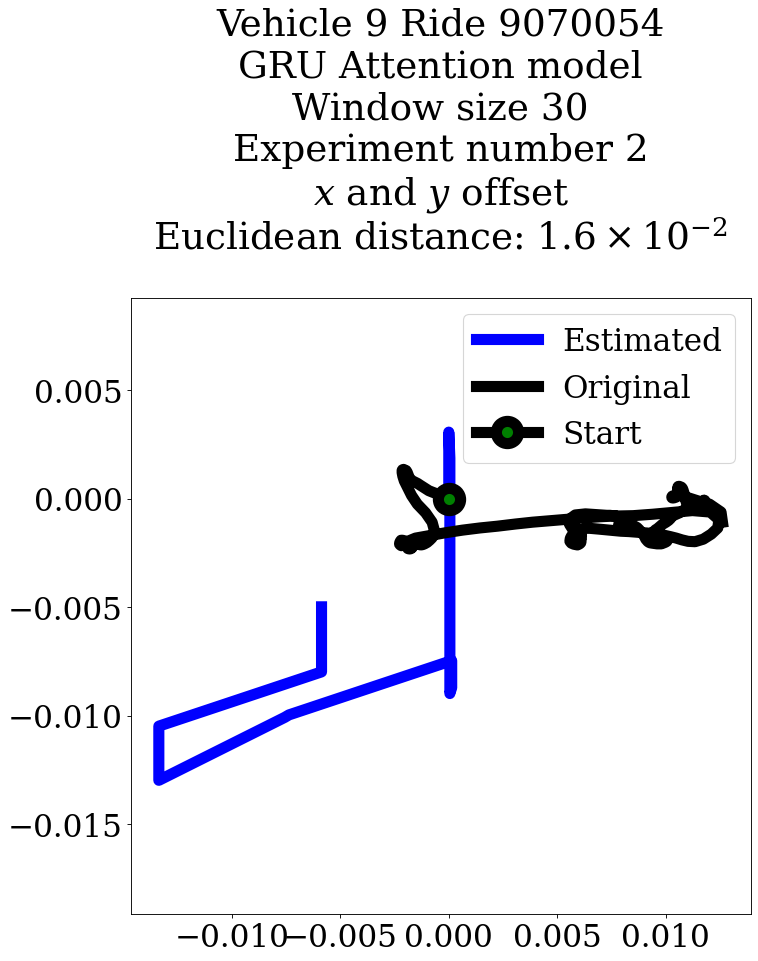 Vehicle 9 Ride 9070054
GRU Attention model
Window size 30
Experiment number 2
x and y offset
Euclidean distance: 1.6 × 10⁻²
Estimated
Original
Start
0.005
0.000
−0.005
−0.010
−0.015
−0.010 −0.005 0.000 0.005 0.010